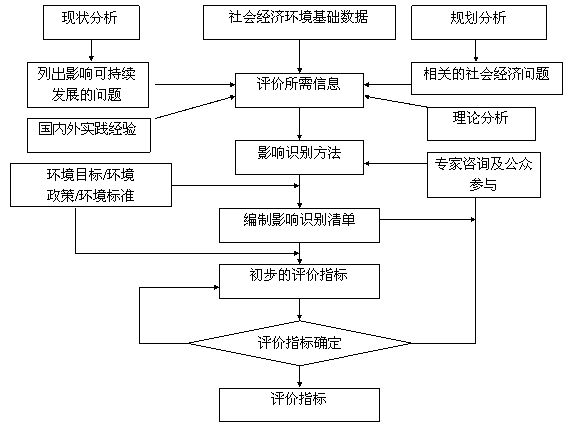 现状分析
社会经济环境基础数据
规划分析
列出影响可持续
发展的问题
评价所需信息
相关的社会经济问题
国内外实践经验
理论分析
影响识别方法
专家咨询及公众
参与
环境目标/环境
政策/环境标准
编制影响识别清单
初步的评价指标
评价指标确定
评价指标